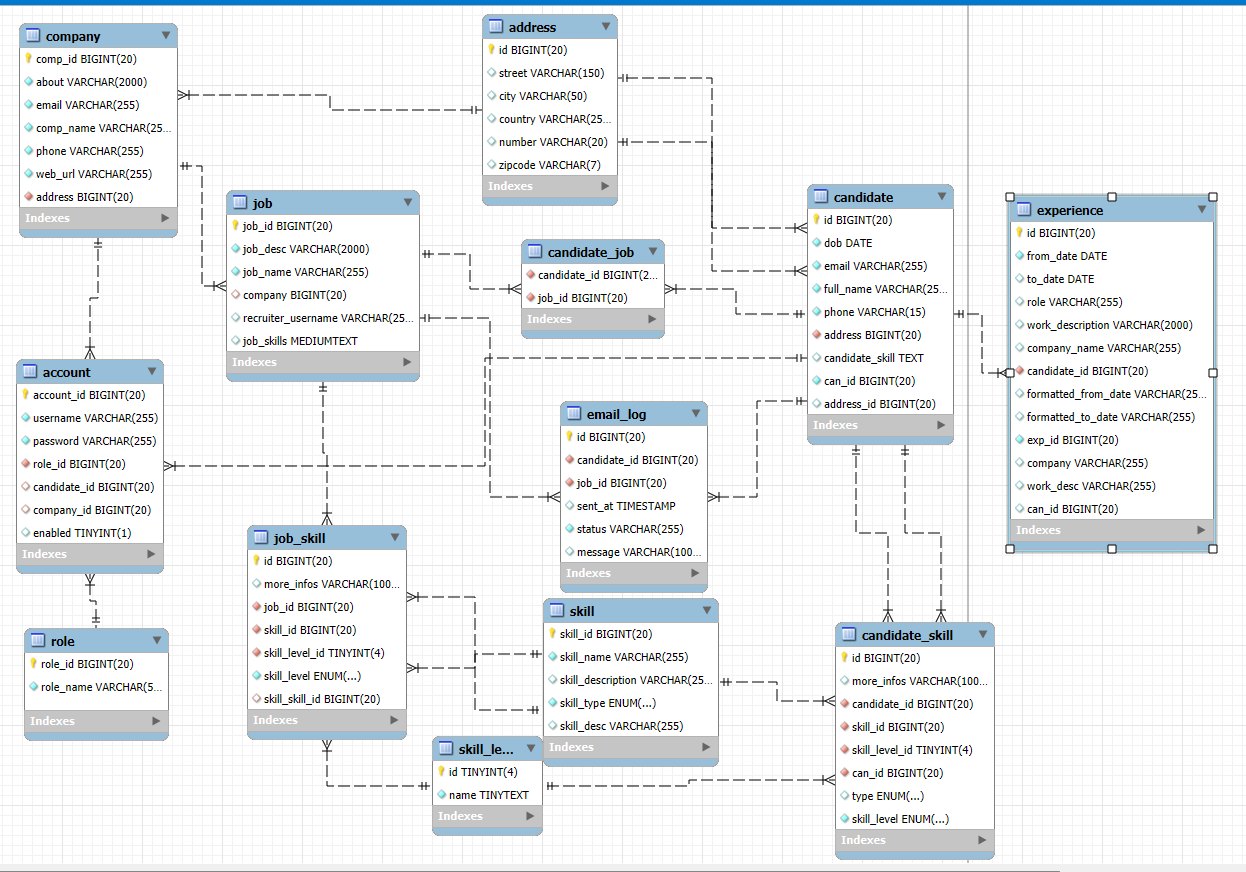 company
comp_id BIGINT(20)
about VARCHAR(2000)
email VARCHAR(255)
comp_name VARCHAR(25...
phone VARCHAR(255)
web_url VARCHAR(255)
address BIGINT(20)
Indexes
address
id BIGINT(20)
street VARCHAR(150)
city VARCHAR(50)
country VARCHAR(25...
number VARCHAR(20)
zipcode VARCHAR(7)
Indexes
job
job_id BIGINT(20)
job_desc VARCHAR(2000)
job_name VARCHAR(255)
company BIGINT(20)
recruiter_username VARCHAR(25...
job_skills MEDIUMTEXT
Indexes
candidate_job
candidate_id BIGINT(2...
job_id BIGINT(20)
Indexes
candidate
id BIGINT(20)
dob DATE
email VARCHAR(255)
full_name VARCHAR(25...
phone VARCHAR(15)
address BIGINT(20)
candidate_skill TEXT
can_id BIGINT(20)
address_id BIGINT(20)
Indexes
experience
id BIGINT(20)
from_date DATE
to_date DATE
role VARCHAR(255)
work_description VARCHAR(2000)
company_name VARCHAR(255)
candidate_id BIGINT(20)
formatted_from_date VARCHAR(25...
formatted_to_date VARCHAR(255)
exp_id BIGINT(20)
company VARCHAR(255)
work_desc VARCHAR(255)
can_id BIGINT(20)
Indexes
account
account_id BIGINT(20)
username VARCHAR(255)
password VARCHAR(255)
role_id BIGINT(20)
candidate_id BIGINT(20)
company_id BIGINT(20)
enabled TINYINT(1)
Indexes
email_log
id BIGINT(20)
candidate_id BIGINT(20)
job_id BIGINT(20)
sent_at TIMESTAMP
status VARCHAR(255)
message VARCHAR(100...
Indexes
job_skill
id BIGINT(20)
more_infos VARCHAR(100...
job_id BIGINT(20)
skill_id BIGINT(20)
skill_level_id TINYINT(4)
skill_level ENUM(...)
skill_skill_id BIGINT(20)
Indexes
skill
skill_id BIGINT(20)
skill_name VARCHAR(255)
skill_description VARCHAR(25...
skill_type ENUM(...)
skill_desc VARCHAR(255)
Indexes
role
role_id BIGINT(20)
role_name VARCHAR(5...
Indexes
skill_le...
id TINYINT(4)
name TINYTEXT
Indexes
candidate_skill
id BIGINT(20)
more_infos VARCHAR(100...
candidate_id BIGINT(20)
skill_id BIGINT(20)
skill_level_id TINYINT(4)
can_id BIGINT(20)
type ENUM(...)
skill_level ENUM(...)
Indexes